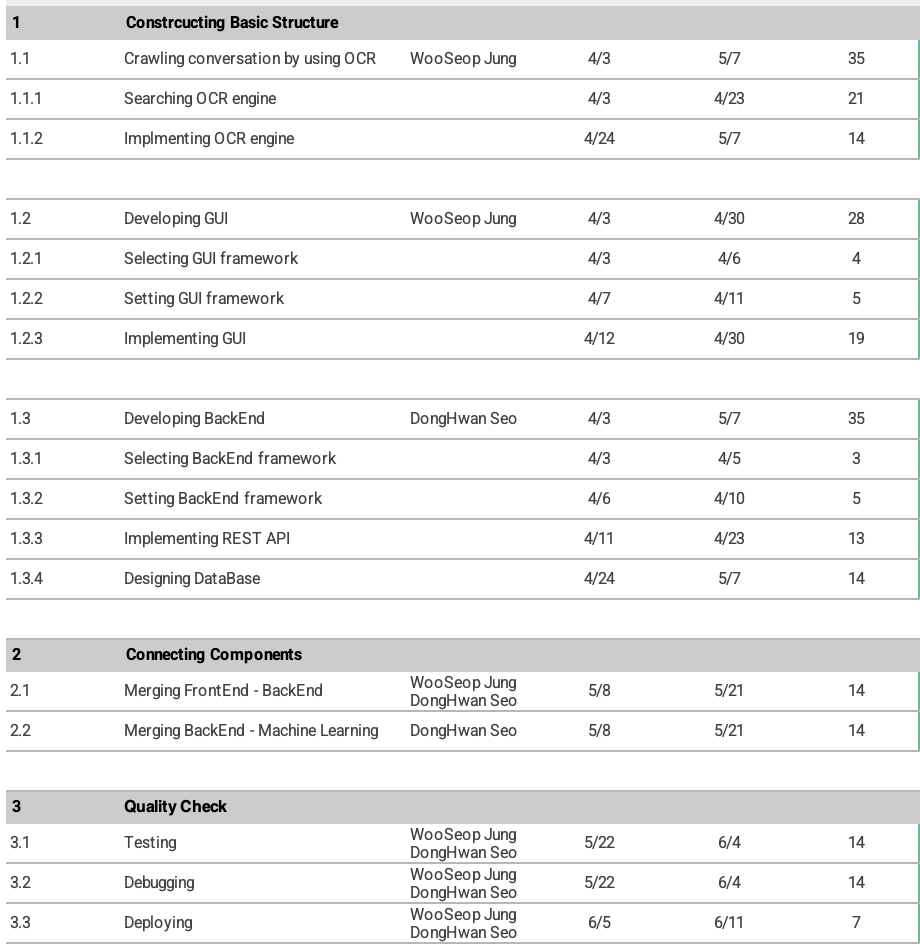 1 Constrcucting Basic Structure
1.1 Crawling conversation by using OCR WooSeop Jung 4/3 5/7 35
1.1.1 Searching OCR engine 4/3 4/23 21
1.1.2 Implmenting OCR engine 4/24 5/7 14
1.2 Developing GUI WooSeop Jung 4/3 4/30 28
1.2.1 Selecting GUI framework 4/3 4/6 4
1.2.2 Setting GUI framework 4/7 4/11 5
1.2.3 Implementing GUI 4/12 4/30 19
1.3 Developing BackEnd DongHwan Seo 4/3 5/7 35
1.3.1 Selecting BackEnd framework 4/3 4/5 3
1.3.2 Setting BackEnd framework 4/6 4/10 5
1.3.3 Implementing REST API 4/11 4/23 13
1.3.4 Designing DataBase 4/24 5/7 14
2 Connecting Components
2.1 Merging FrontEnd - BackEnd WooSeop Jung 5/8 5/21 14
DongHwan Seo
2.2 Merging BackEnd - Machine Learning DongHwan Seo 5/8 5/21 14
3 Quality Check
3.1 Testing WooSeop Jung 5/22 6/4 14
DongHwan Seo
3.2 Debugging WooSeop Jung 5/22 6/4 14
DongHwan Seo
3.3 Deploying WooSeop Jung 6/5 6/11 7
DongHwan Seo